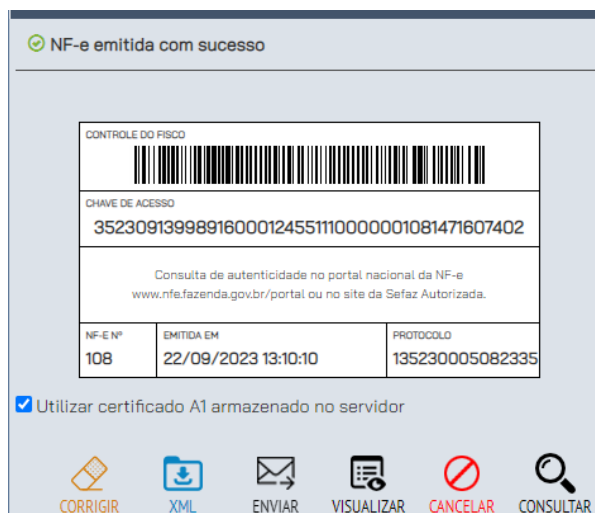 NF-e emitida com sucesso
CONTROLE DO FISCO
CHAVE DE ACESSO
35230913998916000124551110000001081471607402
Consulta de autenticidade no portal nacional da NF-e
www.nfe.fazenda.gov.br/portal ou no site da Sefaz Autorizada.
NF-E Nº EMITIDA EM PROTOCOLO
108 22/09/2023 13:10:10 135230005082335
Utilizar certificado A1 armazenado no servidor
CORRIGIR XML ENVIAR VISUALIZAR CANCELAR CONSULTAR